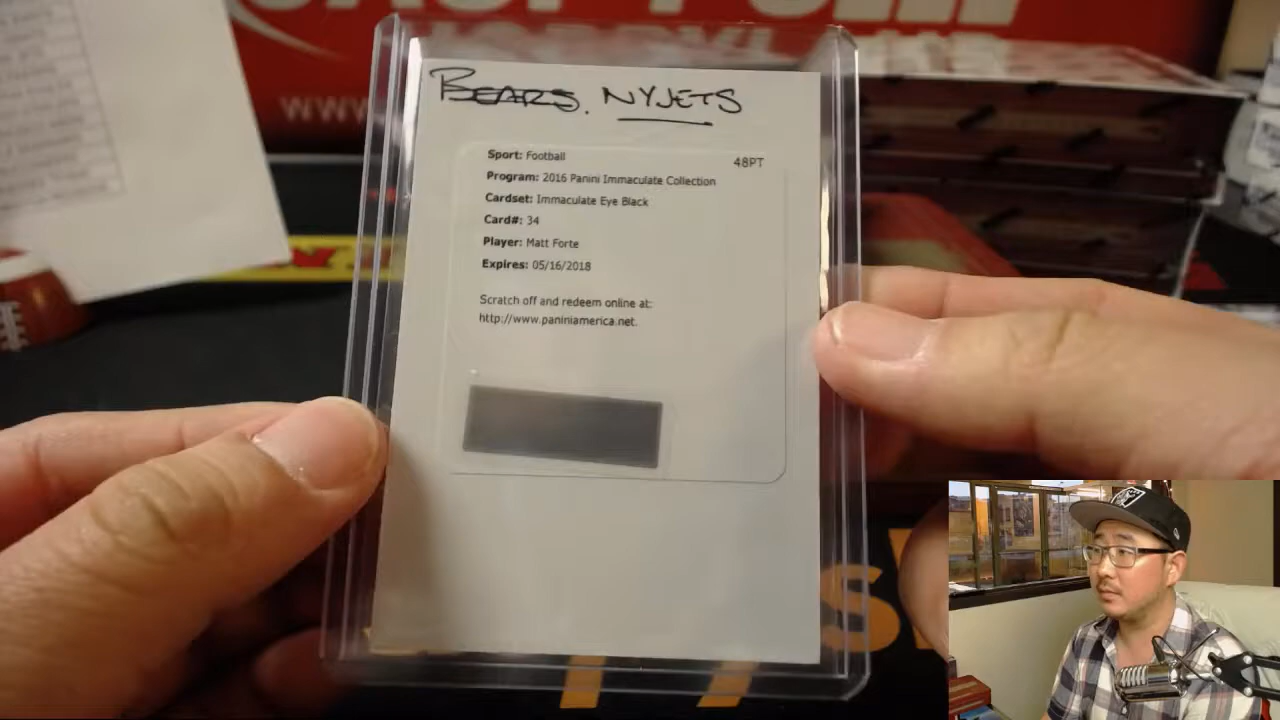 WWW
BEARS. NYJETS
48PT
Sport: Football
Program: 2016 Panini Immaculate Collection
Cardset: Immaculate Eye Black
Card#: 34
Player: Matt Forte
Expires: 05/16/2018
Scratch off and redeem online at:
http://www.paniniamerica.net.